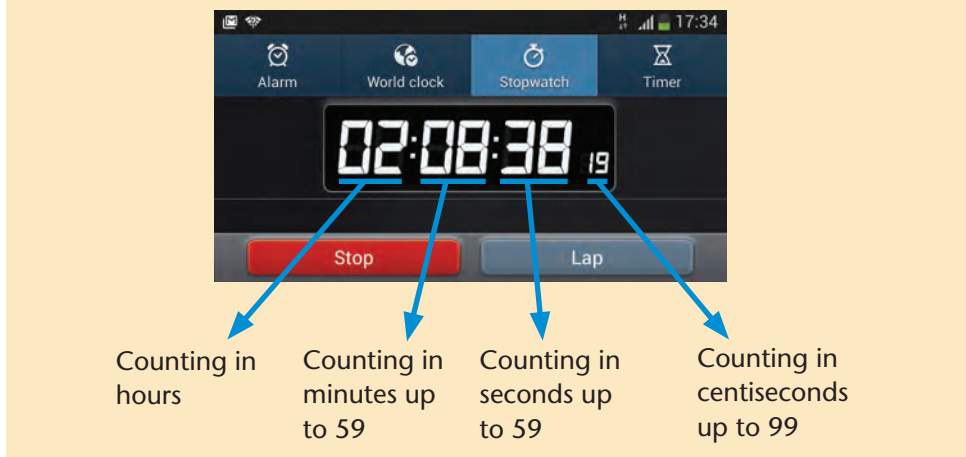 17:34
Alarm World clock Stopwatch Timer
02:08:38 19
Stop Lap
Counting in hours
Counting in minutes up to 59
Counting in seconds up to 59
Counting in centiseconds up to 99